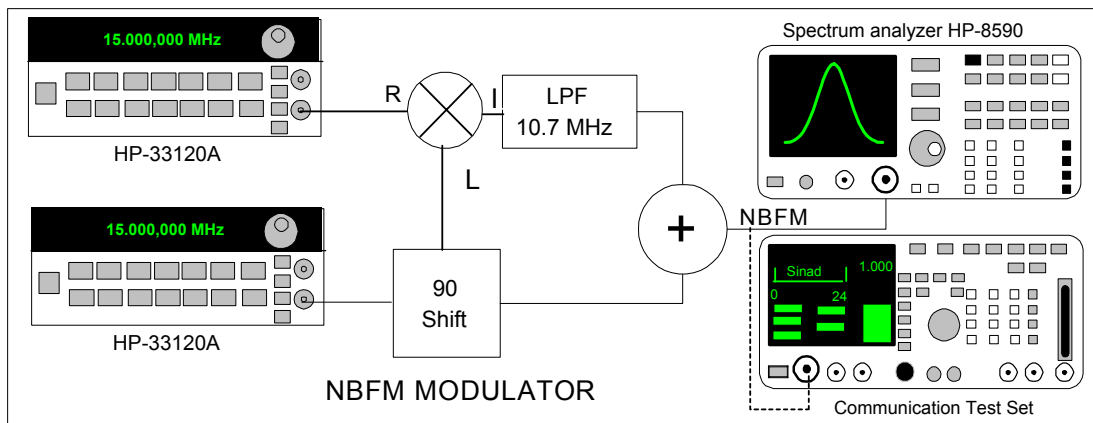 Spectrum analyzer HP-8590
15.000,000 MHz
HP-33120A
R
I
L
LPF
10.7 MHz
15.000,000 MHz
HP-33120A
90
Shift
+
NBFM
Sinad
1.000
0
24
NBFM MODULATOR
Communication Test Set